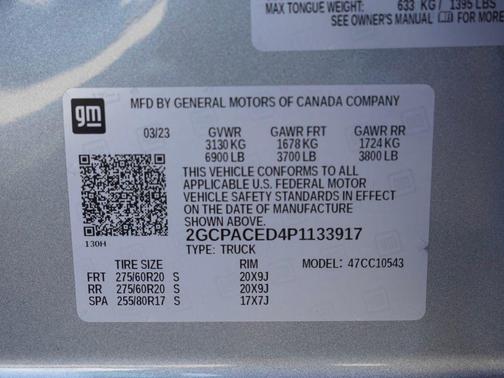 MAX TONGUE WEIGHT: 633 KG / 1395 LBS
SEE OWNER'S MANUAL FOR MORE
gm
MFD BY GENERAL MOTORS OF CANADA COMPANY
03/23 GVWR GAWR FRT GAWR RR
3130 KG 1678 KG 1724 KG
6900 LB 3700 LB 3800 LB
THIS VEHICLE CONFORMS TO ALL
APPLICABLE U.S. FEDERAL MOTOR
VEHICLE SAFETY STANDARDS IN EFFECT
ON THE DATE OF MANUFACTURE
SHOWN ABOVE.
130H
2GCPACED4P1133917
TYPE: TRUCK
TIRE SIZE RIM MODEL: 47CC10543
FRT 275/60R20 S 20X9J
RR 275/60R20 S 20X9J
SPA 255/80R17 S 17X7J